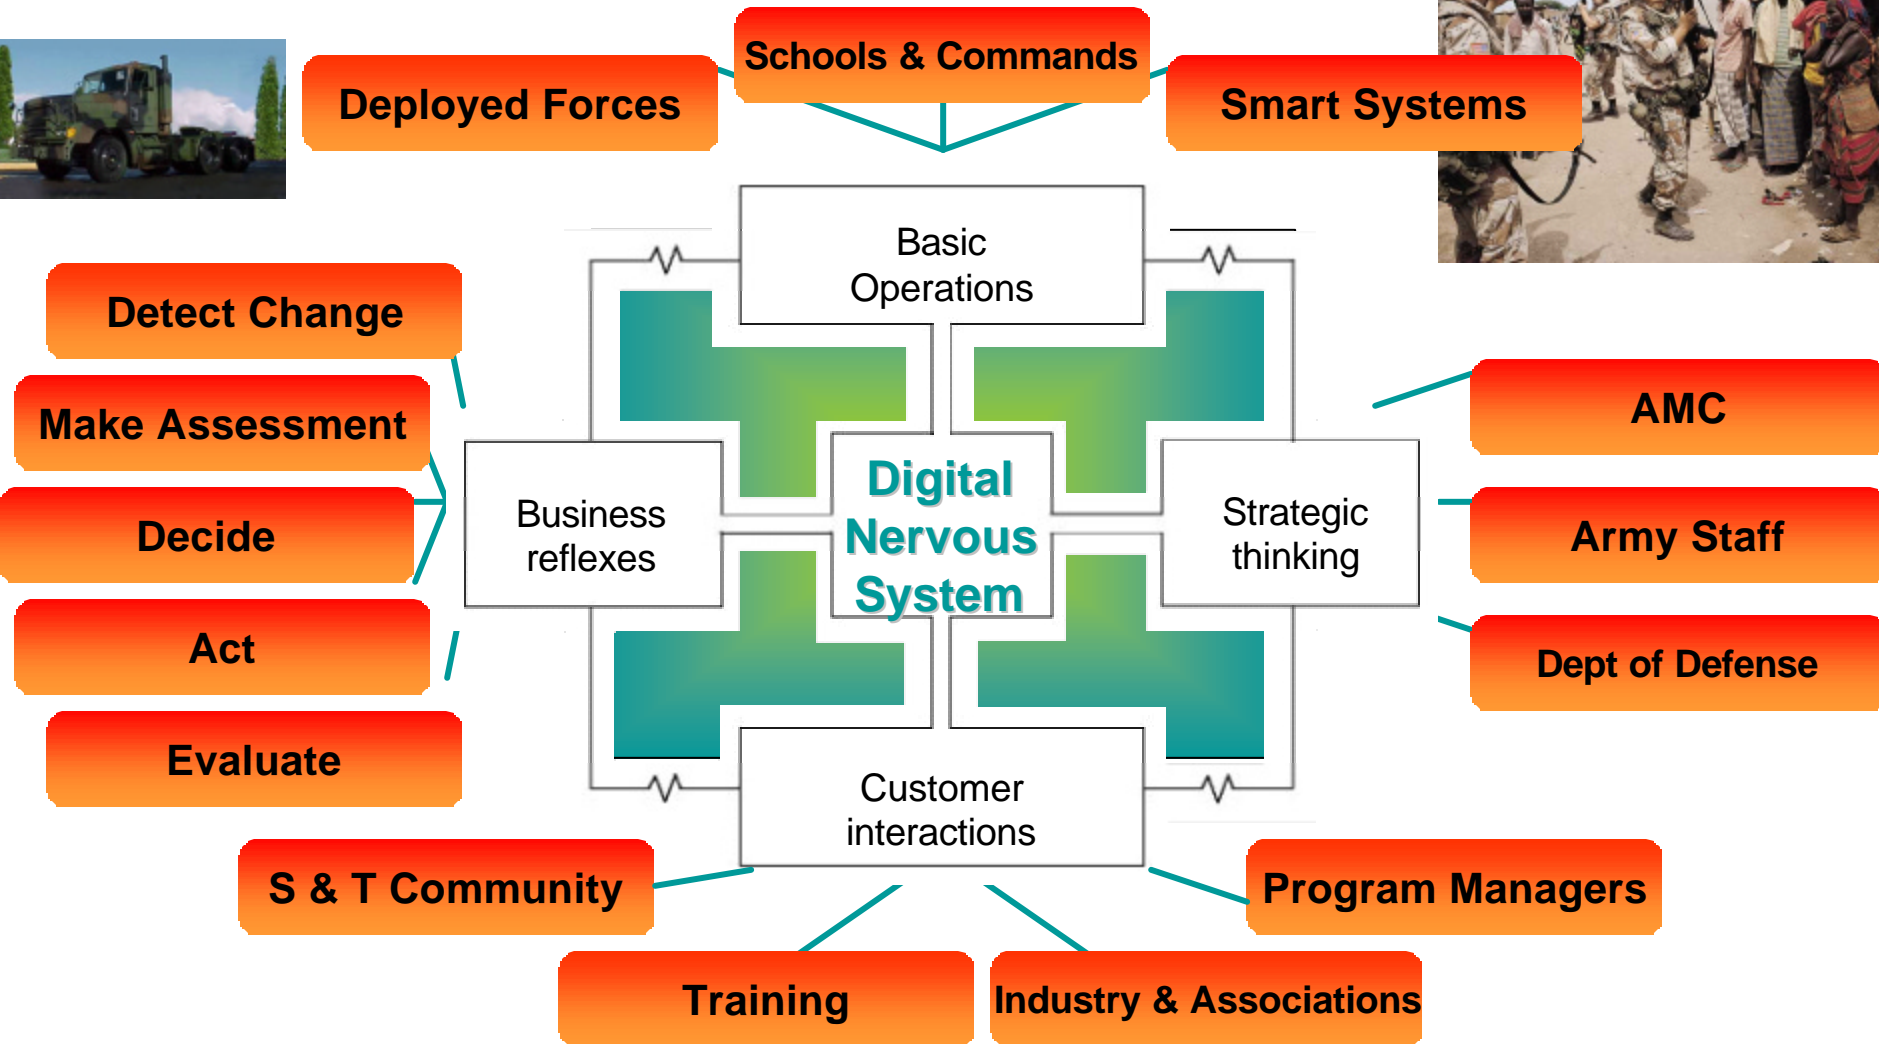 Schools & Commands
Deployed Forces
Smart Systems
Basic
Operations
Detect Change
Make Assessment
Decide
Act
Evaluate
Business
reflexes
Digital
Nervous
System
Strategic
thinking
AMC
Army Staff
Dept of Defense
Customer
interactions
S & T Community
Program Managers
Training
Industry & Associations